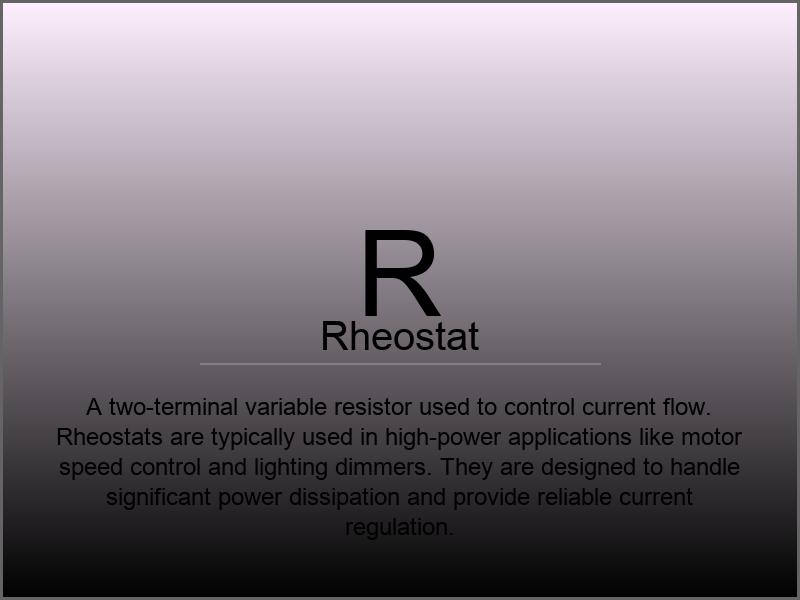 R
Rheostat
A two-terminal variable resistor used to control current flow.
Rheostats are typically used in high-power applications like motor
speed control and lighting dimmers. They are designed to handle
significant power dissipation and provide reliable current
regulation.